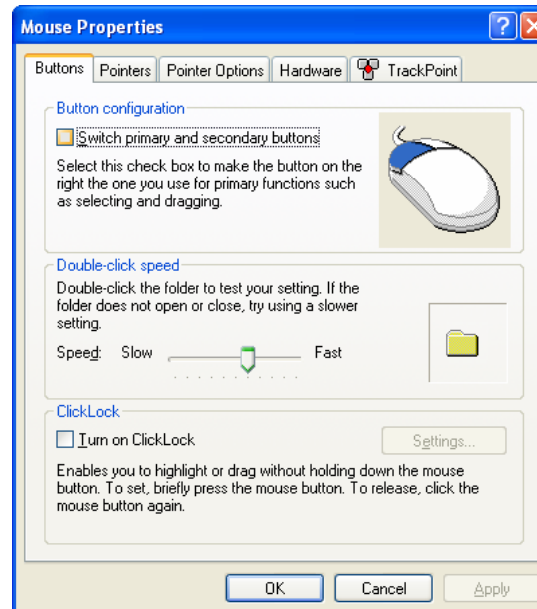 Mouse Properties
Buttons Pointers Pointer Options Hardware TrackPoint
Button configuration
Switch primary and secondary buttons
Select this check box to make the button on the
right the one you use for primary functions such
as selecting and dragging.
Double-click speed
Double-click the folder to test your setting. If the
folder does not open or close, try using a slower
setting.
Speed: Slow Fast
ClickLock
Turn on ClickLock Settings...
Enables you to highlight or drag without holding down the mouse
button. To set, briefly press the mouse button. To release, click the
mouse button again.
OK Cancel Apply